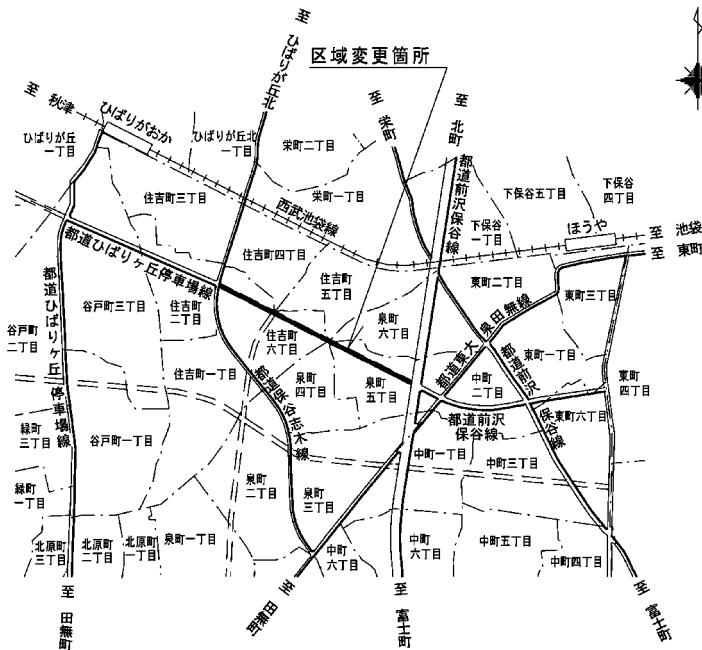 至 ひばりが丘北
区域変更箇所
至 秋津
ひばりがおか
ひばりが丘
一丁目
ひばりが丘北
一丁目
栄町二丁目
至 栄町
至 北町
都道前沢
保谷線
住吉町三丁目
西武池袋線
栄町一丁目
下保谷
一丁目
下保谷五丁目
下保谷
四丁目
ほうや
至 池袋
至 東町
都道ひばりヶ丘停車場線
住吉町四丁目
住吉町
五丁目
東町二丁目
都道ひばりヶ丘停車場線
谷戸町三丁目
住吉町
二丁目
泉町
六丁目
都道東大泉田無線
東町三丁目
谷戸町
二丁目
住吉町
六丁目
都道前沢
保谷線
東町一丁目
住吉町一丁目
都道保谷志木線
泉町
四丁目
泉町
五丁目
中町
二丁目
東町
四丁目
緑町
三丁目
谷戸町一丁目
都道前沢
保谷線
東町六丁目
中町一丁目
中町三丁目
緑町
一丁目
泉町
二丁目
泉町
三丁目
北原町
三丁目
北原町
二丁目
北原町
一丁目
泉町一丁目
中町
六丁目
中町五丁目
中町四丁目
至 田無町
至 田無町
至 富士町
至 富士町